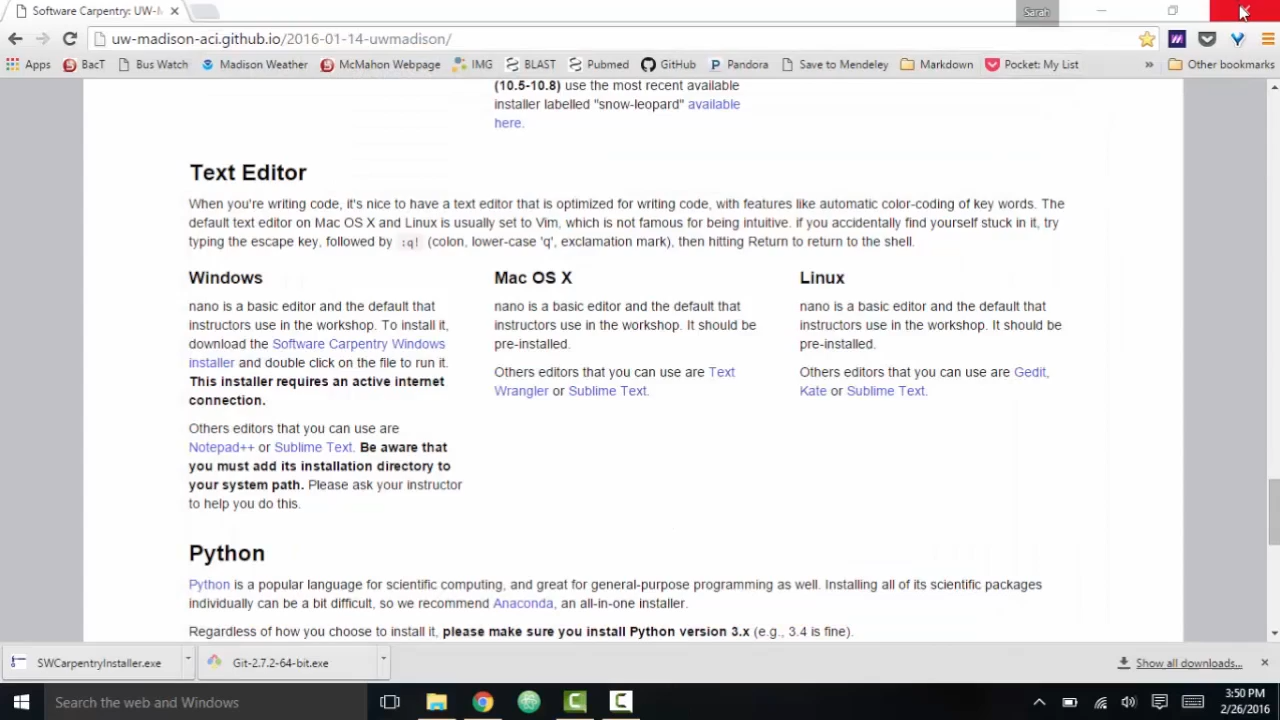 Software Carpentry: UW-M
Sarah
uw-madison-aci.github.io/2016-01-14-uwmadison/
Apps BacT Bus Watch Madison Weather McMahon Webpage IMG BLAST Pubmed GitHub Pandora Save to Mendeley Markdown Pocket: My List » Other bookmarks
(10.5-10.8) use the most recent available
installer labelled "snow-leopard" available
here.
Text Editor
When you're writing code, it's nice to have a text editor that is optimized for writing code, with features like automatic color-coding of key words. The
default text editor on Mac OS X and Linux is usually set to Vim, which is not famous for being intuitive. if you accidentally find yourself stuck in it, try
typing the escape key, followed by :q! (colon, lower-case 'q', exclamation mark), then hitting Return to return to the shell.
Windows
nano is a basic editor and the default that
instructors use in the workshop. To install it,
download the Software Carpentry Windows
installer and double click on the file to run it.
This installer requires an active internet
connection.
Others editors that you can use are
Notepad++ or Sublime Text. Be aware that
you must add its installation directory to
your system path. Please ask your instructor
to help you do this.
Mac OS X
nano is a basic editor and the default that
instructors use in the workshop. It should be
pre-installed.
Others editors that you can use are Text
Wrangler or Sublime Text.
Linux
nano is a basic editor and the default that
instructors use in the workshop. It should be
pre-installed.
Others editors that you can use are Gedit,
Kate or Sublime Text.
Python
Python is a popular language for scientific computing, and great for general-purpose programming as well. Installing all of its scientific packages
individually can be a bit difficult, so we recommend Anaconda, an all-in-one installer.
Regardless of how you choose to install it, please make sure you install Python version 3.x (e.g., 3.4 is fine).
SWCarpentryInstaller.exe Git-2.7.2-64-bit.exe Show all downloads...
Search the web and Windows
3:50 PM
2/26/2016